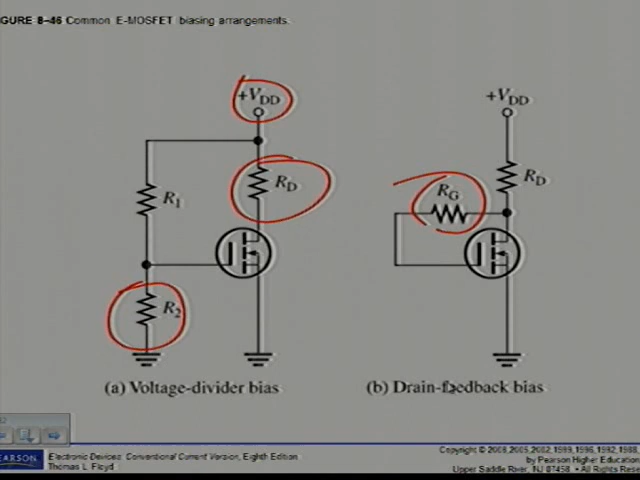 GURE 8–46 Common E-MOSFET biasing arrangements.
+VDD
+VDD
RD
RD
R1
RG
R2
(a) Voltage-divider bias
(b) Drain-feedback bias
EARSON
Electronic Devices: Conventional Current Version, Eighth Edition
Thomas L. Floyd
Copyright © 2008,2005,2002,1999,1996,1992,1988,
by Pearson Higher Education
Upper Saddle River, NJ 07458. • All Rights Rese